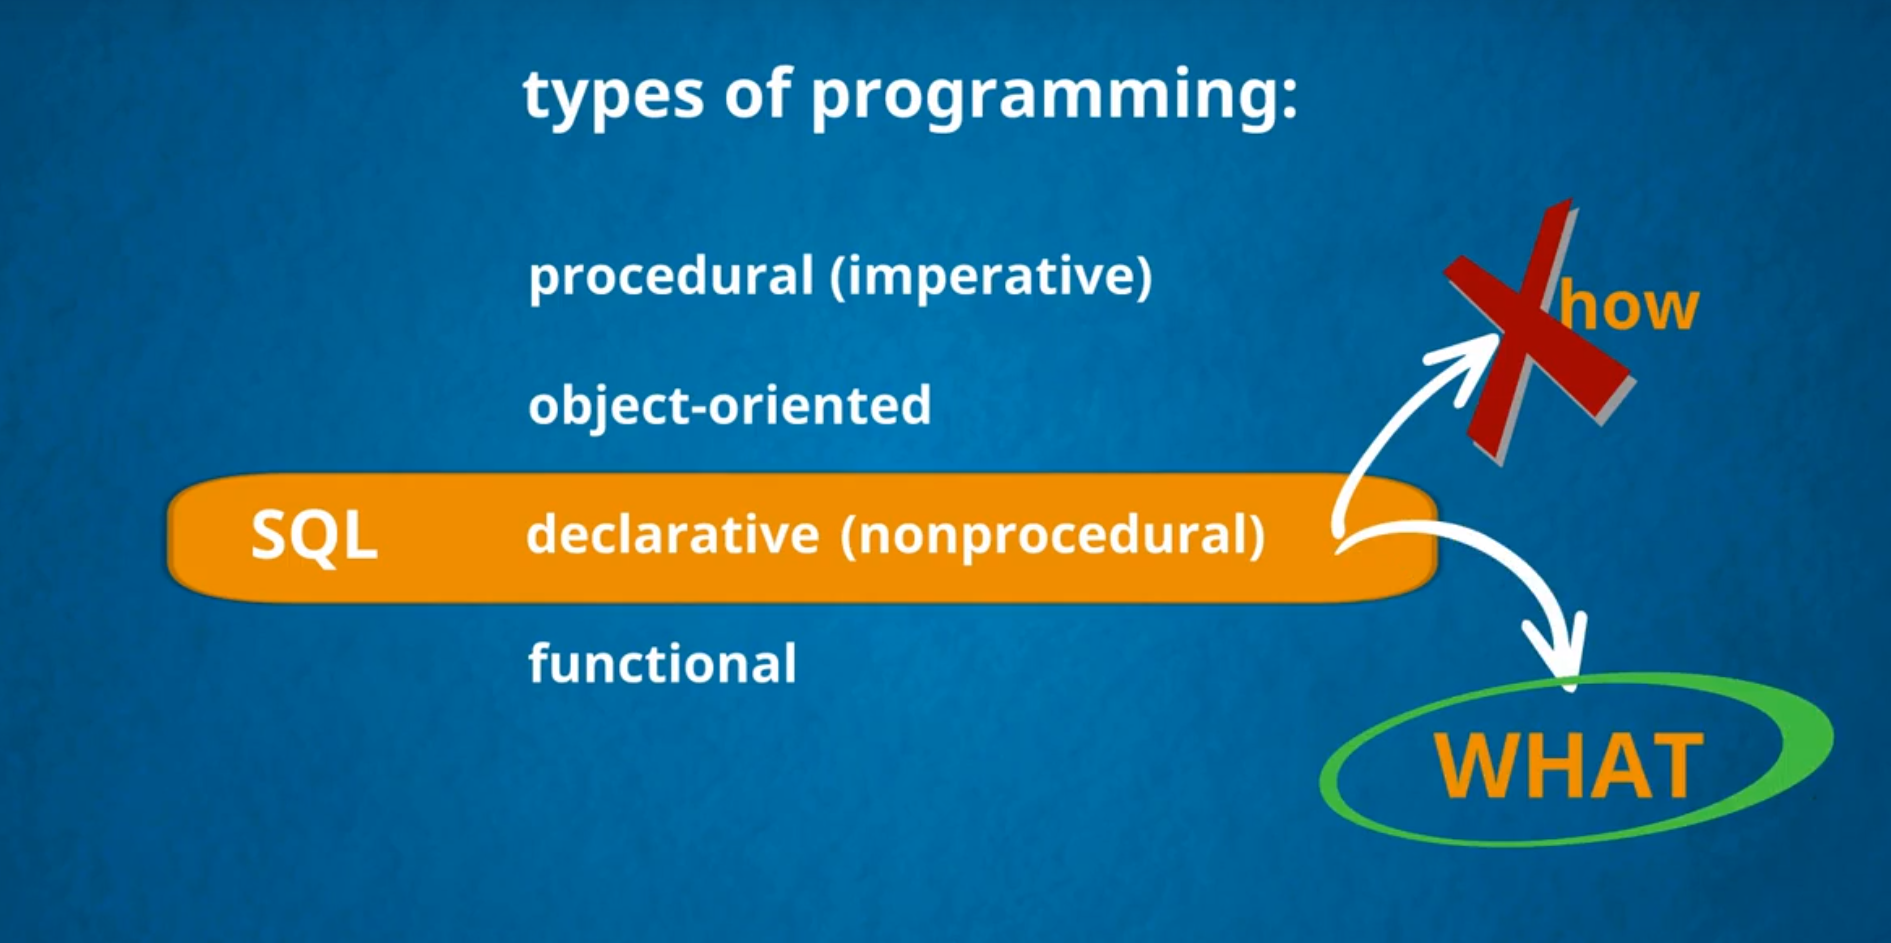 types of programming:
procedural (imperative)
how
object-oriented
SQL declarative (nonprocedural)
functional
WHAT